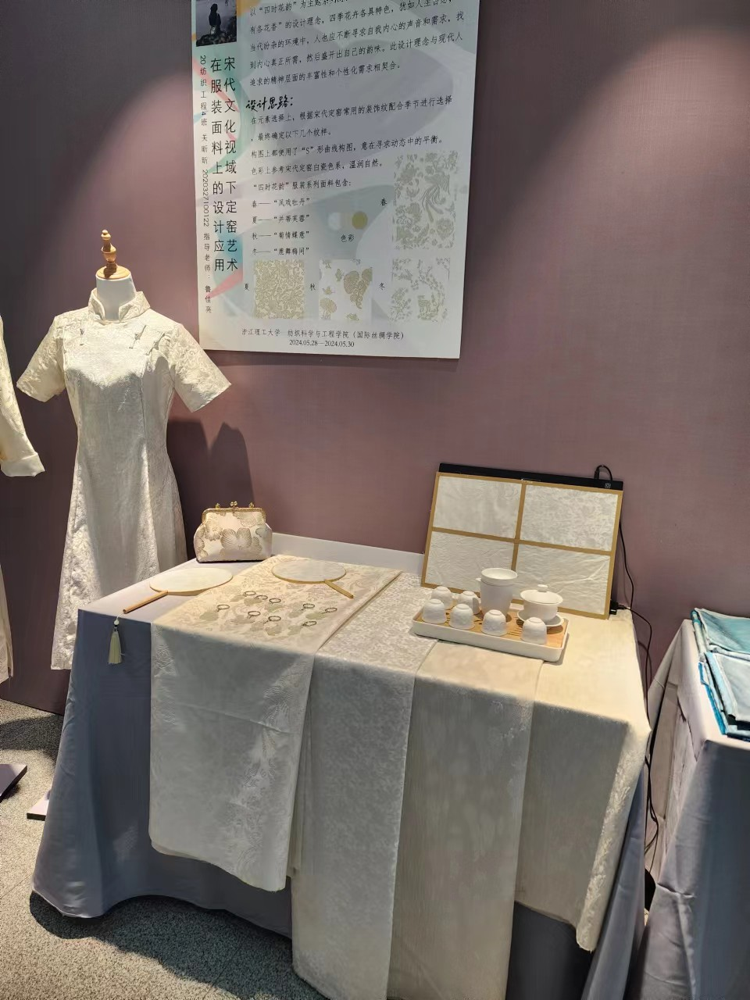 宋代文化视域下定窑艺术
在服装面料上的设计应用
20纺织工程4班 关昕昕 2020327100122 指导老师：鲁佳亮
以“四时花韵”为主题
有各花香”的设计理念，四季花卉各具特色，犹如人生百态，
当代纷杂的环境中，人也应不断寻求自我内心的声音和需求，找
到内心真正所需，然后盛开出自己的韵味。此设计理念与现代人
追求的精神层面的丰富性和个性化需求相契合。
设计思路：
在元素选择上，根据宋代定窑常用的装饰纹配合季节进行选择
，最终确定以下几个纹样。
构图上都使用了“S”形曲线构图，意在寻求动态中的平衡。
色彩上参考宋代定窑白瓷色系，温润自然。
“四时花韵”服装系列面料包含：
春——“凤戏牡丹”
夏——“并蒂芙蓉”
秋——“菊情蝶意”
冬——“鹿舞梅间”
色彩
春
夏
秋
冬
浙江理工大学 纺织科学与工程学院（国际丝绸学院）
2024.05.28—2024.05.30